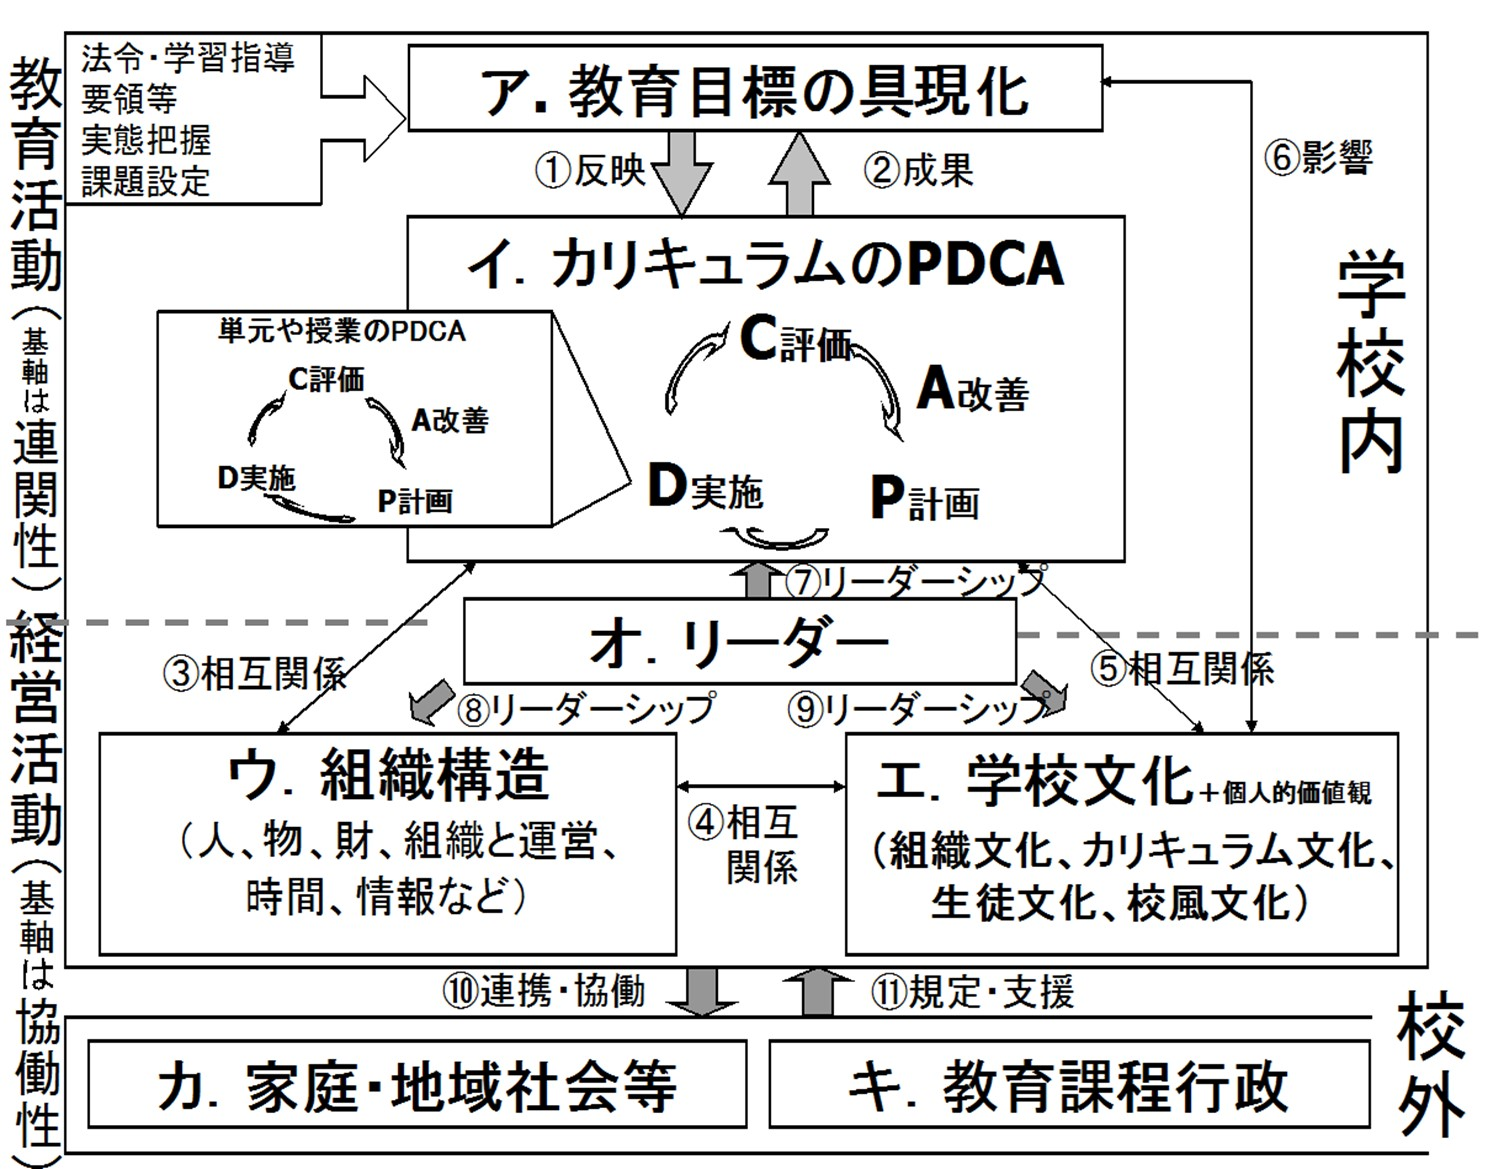 教育活動（基軸は連関性）
経営活動（基軸は協働性）
法令・学習指導
要領等
実態把握
課題設定
ア．教育目標の具現化
①反映
②成果
⑥影響
学校内
イ．カリキュラムのPDCA
C評価
A改善
D実施
P計画
単元や授業のPDCA
C評価
A改善
D実施
P計画
⑦リーダーシップ
オ．リーダー
③相互関係
⑤相互関係
⑧リーダーシップ
⑨リーダーシップ
ウ．組織構造
（人、物、財、組織と運営、
時間、情報など）
④相互
関係
エ．学校文化＋個人的価値観
（組織文化、カリキュラム文化、
生徒文化、校風文化）
⑩連携・協働
⑪規定・支援
校外
カ．家庭・地域社会等
キ．教育課程行政